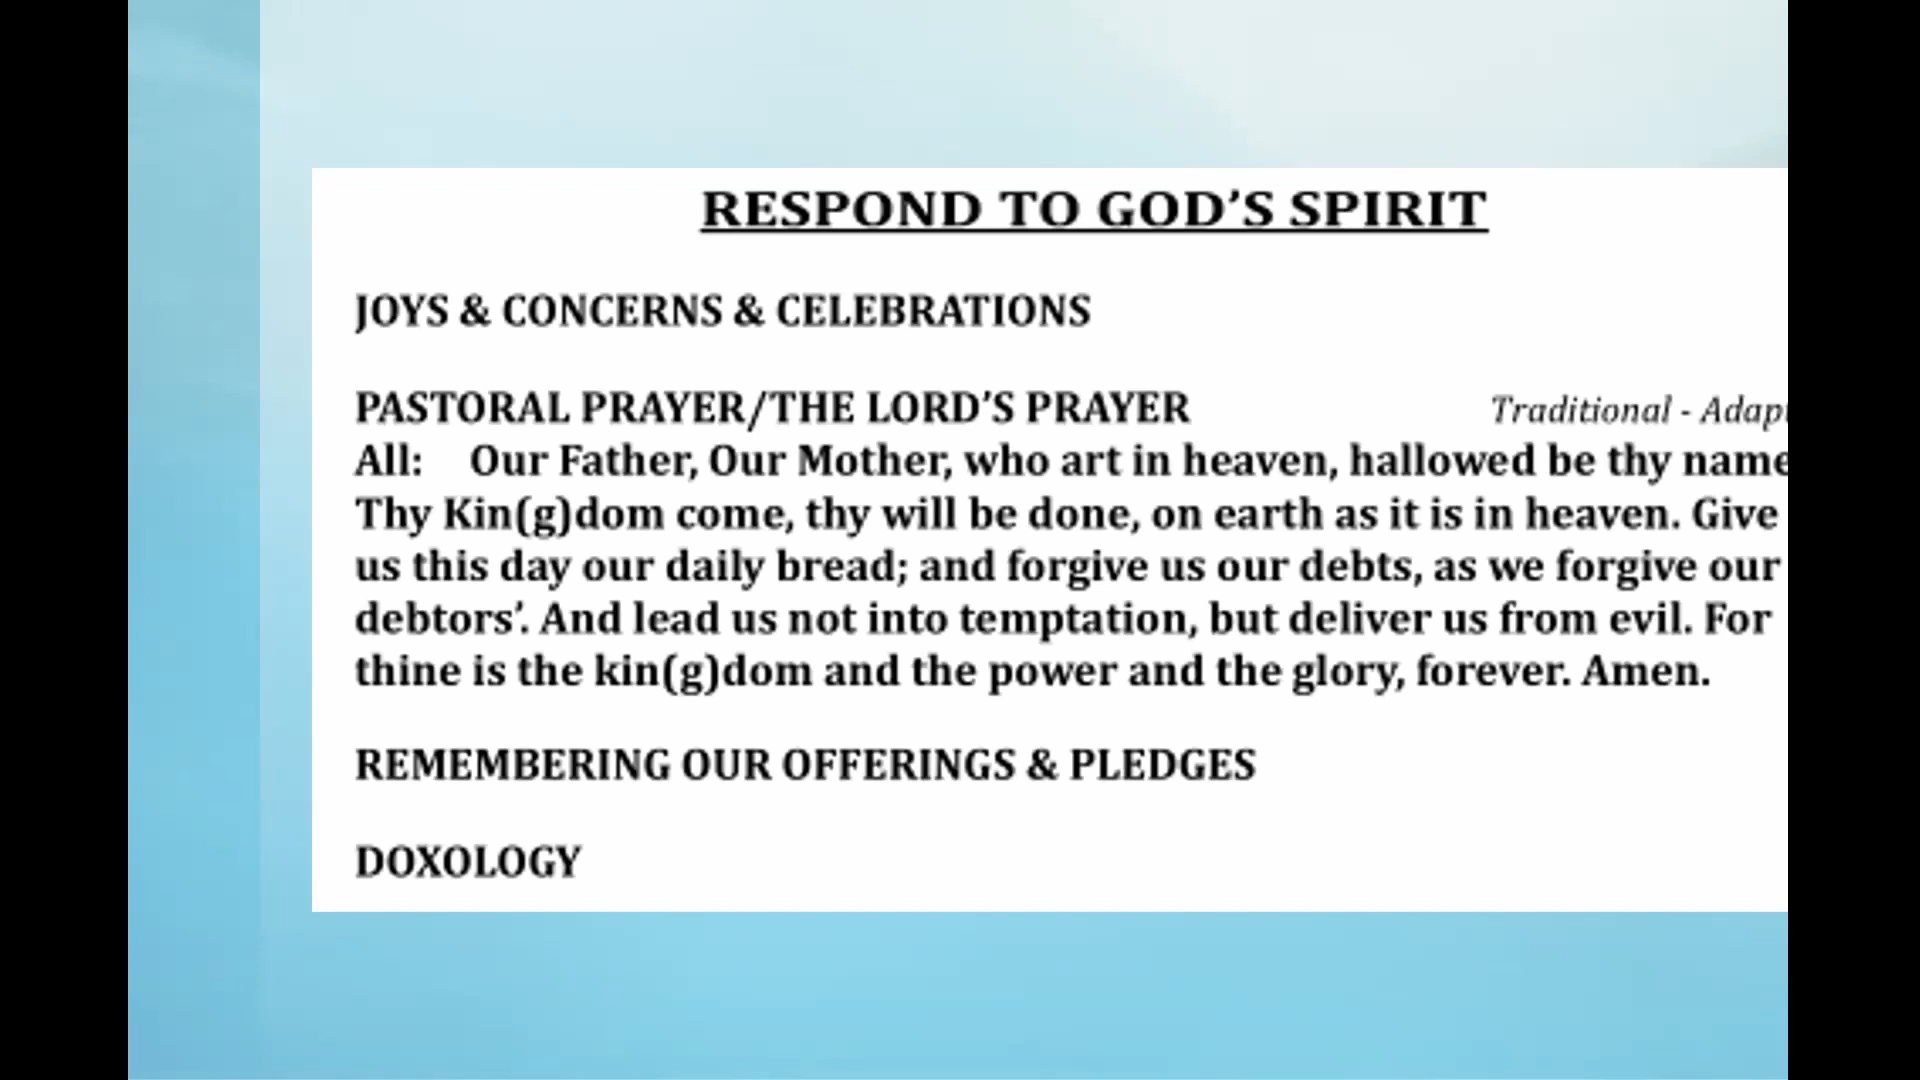 RESPOND TO GOD'S SPIRIT
JOYS & CONCERNS & CELEBRATIONS
PASTORAL PRAYER/THE LORD'S PRAYER Traditional - Adap
All: Our Father, Our Mother, who art in heaven, hallowed be thy name
Thy Kin(g)dom come, thy will be done, on earth as it is in heaven. Give
us this day our daily bread; and forgive us our debts, as we forgive our
debtors’. And lead us not into temptation, but deliver us from evil. For
thine is the kin(g)dom and the power and the glory, forever. Amen.
REMEMBERING OUR OFFERINGS & PLEDGES
DOXOLOGY